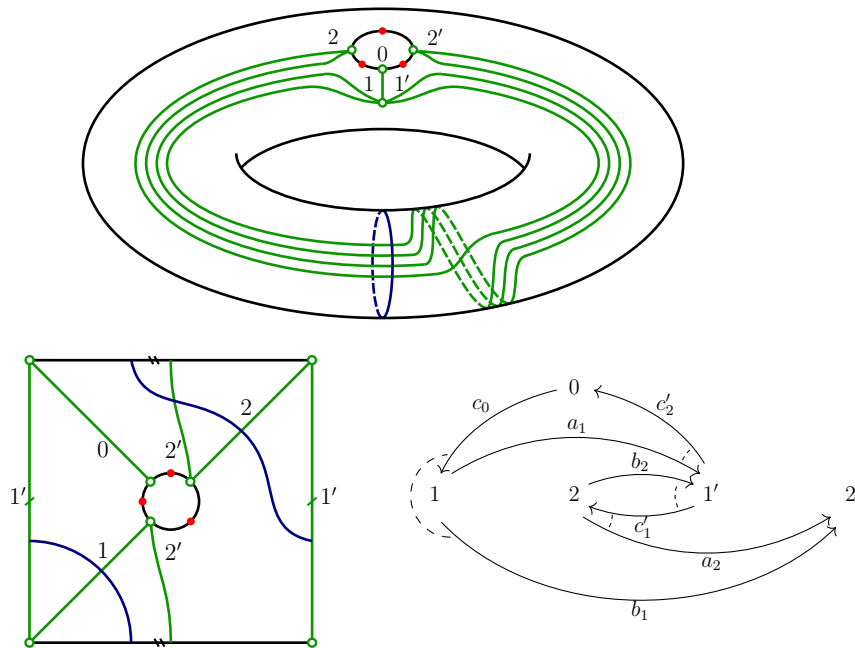 2 2′
0
1 1′
2
0 2′
1′ 1′
1 2′
0
c₀ c′₂
a₁
b₂
1 2 1′ 2
c′₁
a₂
b₁